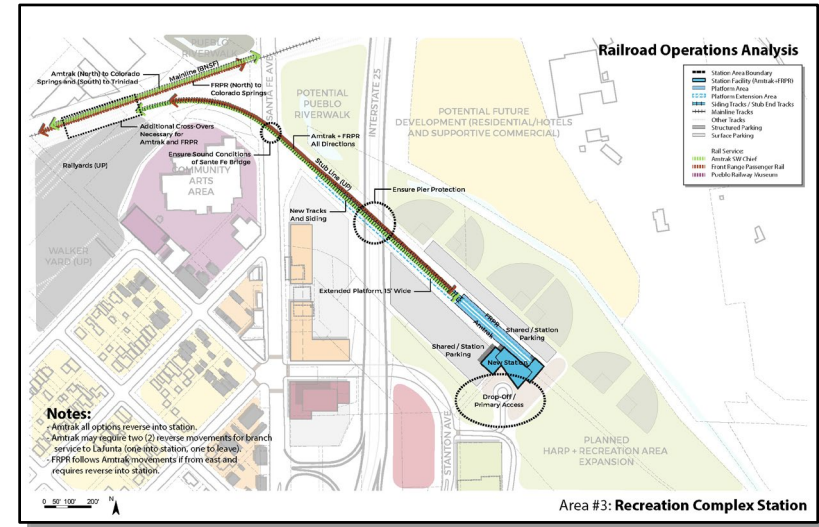 Railroad Operations Analysis
Station Area Boundary
Station Facility (Amtrak+FRPR)
Platform Area
Platform Extension Area
Siding Tracks / Stub End Tracks
Mainline Tracks
Other Tracks
Structured Parking
Surface Parking
Rail Service:
Amtrak SW Chief
Front Range Passenger Rail
Pueblo Railway Museum
PUEBLO
RIVERWALK
Amtrak (North) to Colorado
Springs and (South) to Trinidad
Mainline (BNSF)
FRPR (North) to
Colorado Springs
SANTA FE AVE
POTENTIAL
PUEBLO
RIVERWALK
INTERSTATE 25
POTENTIAL FUTURE
DEVELOPMENT (RESIDENTIAL/HOTELS
AND SUPPORTIVE COMMERCIAL)
Additional Cross-Overs
Necessary for
Amtrak and FRPR
Amtrak + FRPR
All Directions
Ensure Sound Conditions
of Sante Fe Bridge
Rallyards (UP)
COMMUNITY
ARTS
AREA
Stub Line (UP)
Ensure Pier Protection
New Tracks
And Siding
WALKER
YARD (UP)
Extended Platform, 15' Wide
FRPR
Amtrak
Shared / Station
Parking
Shared / Station
Parking
New Station
Drop-Off /
Primary Access
STANTON AVE
PLANNED
HARP + RECREATION AREA
EXPANSION
Notes:
- Amtrak all options reverse into station.
- Amtrak may require two (2) reverse movements for branch
service to LaJunta (one into station, one to leave).
- FRPR follows Amtrak movements if from east and
requires reverse into station.
0 50' 100' 200' N
Area #3: Recreation Complex Station